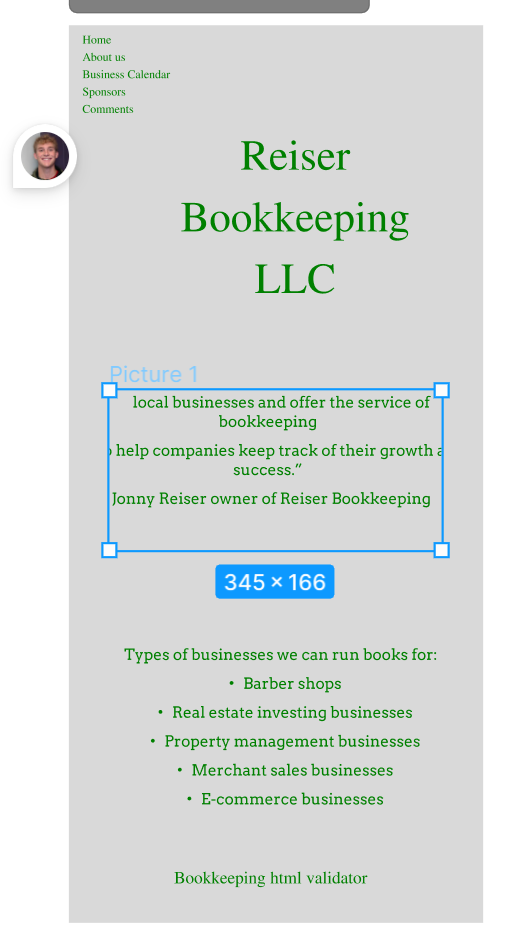 Home
About us
Business Calendar
Sponsors
Comments
Reiser
Bookkeeping
LLC
Picture 1
local businesses and offer the service of
bookkeeping
help companies keep track of their growth
success.”
Jonny Reiser owner of Reiser Bookkeeping
345 × 166
Types of businesses we can run books for:
• Barber shops
• Real estate investing businesses
• Property management businesses
• Merchant sales businesses
• E-commerce businesses
Bookkeeping html validator